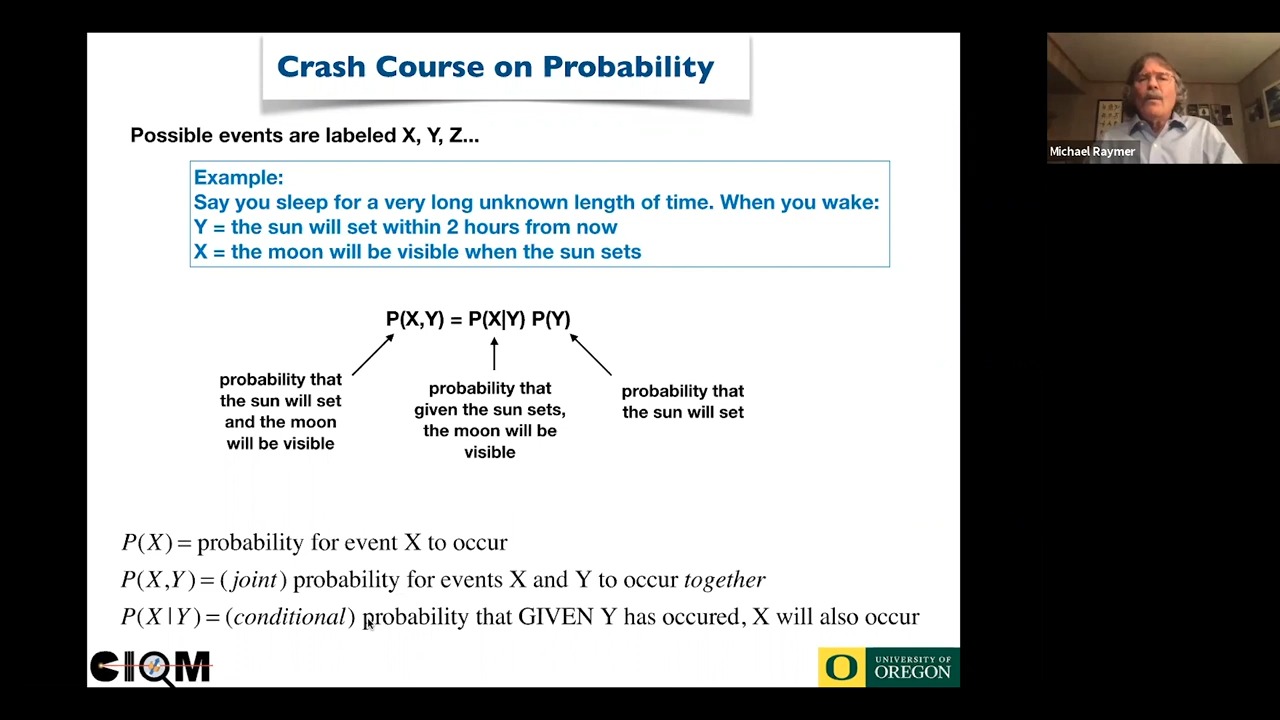 Crash Course on Probability
Possible events are labeled X, Y, Z...
Example:
Say you sleep for a very long unknown length of time. When you wake:
Y = the sun will set within 2 hours from now
X = the moon will be visible when the sun sets
P(X,Y) = P(X|Y) P(Y)
probability that
the sun will set
and the moon
will be visible
probability that
given the sun sets,
the moon will be
visible
probability that
the sun will set
P(X) = probability for event X to occur
P(X,Y) = (joint) probability for events X and Y to occur together
P(X|Y) = (conditional) probability that GIVEN Y has occured, X will also occur
CIQM
O
UNIVERSITY OF
OREGON
Michael Raymer